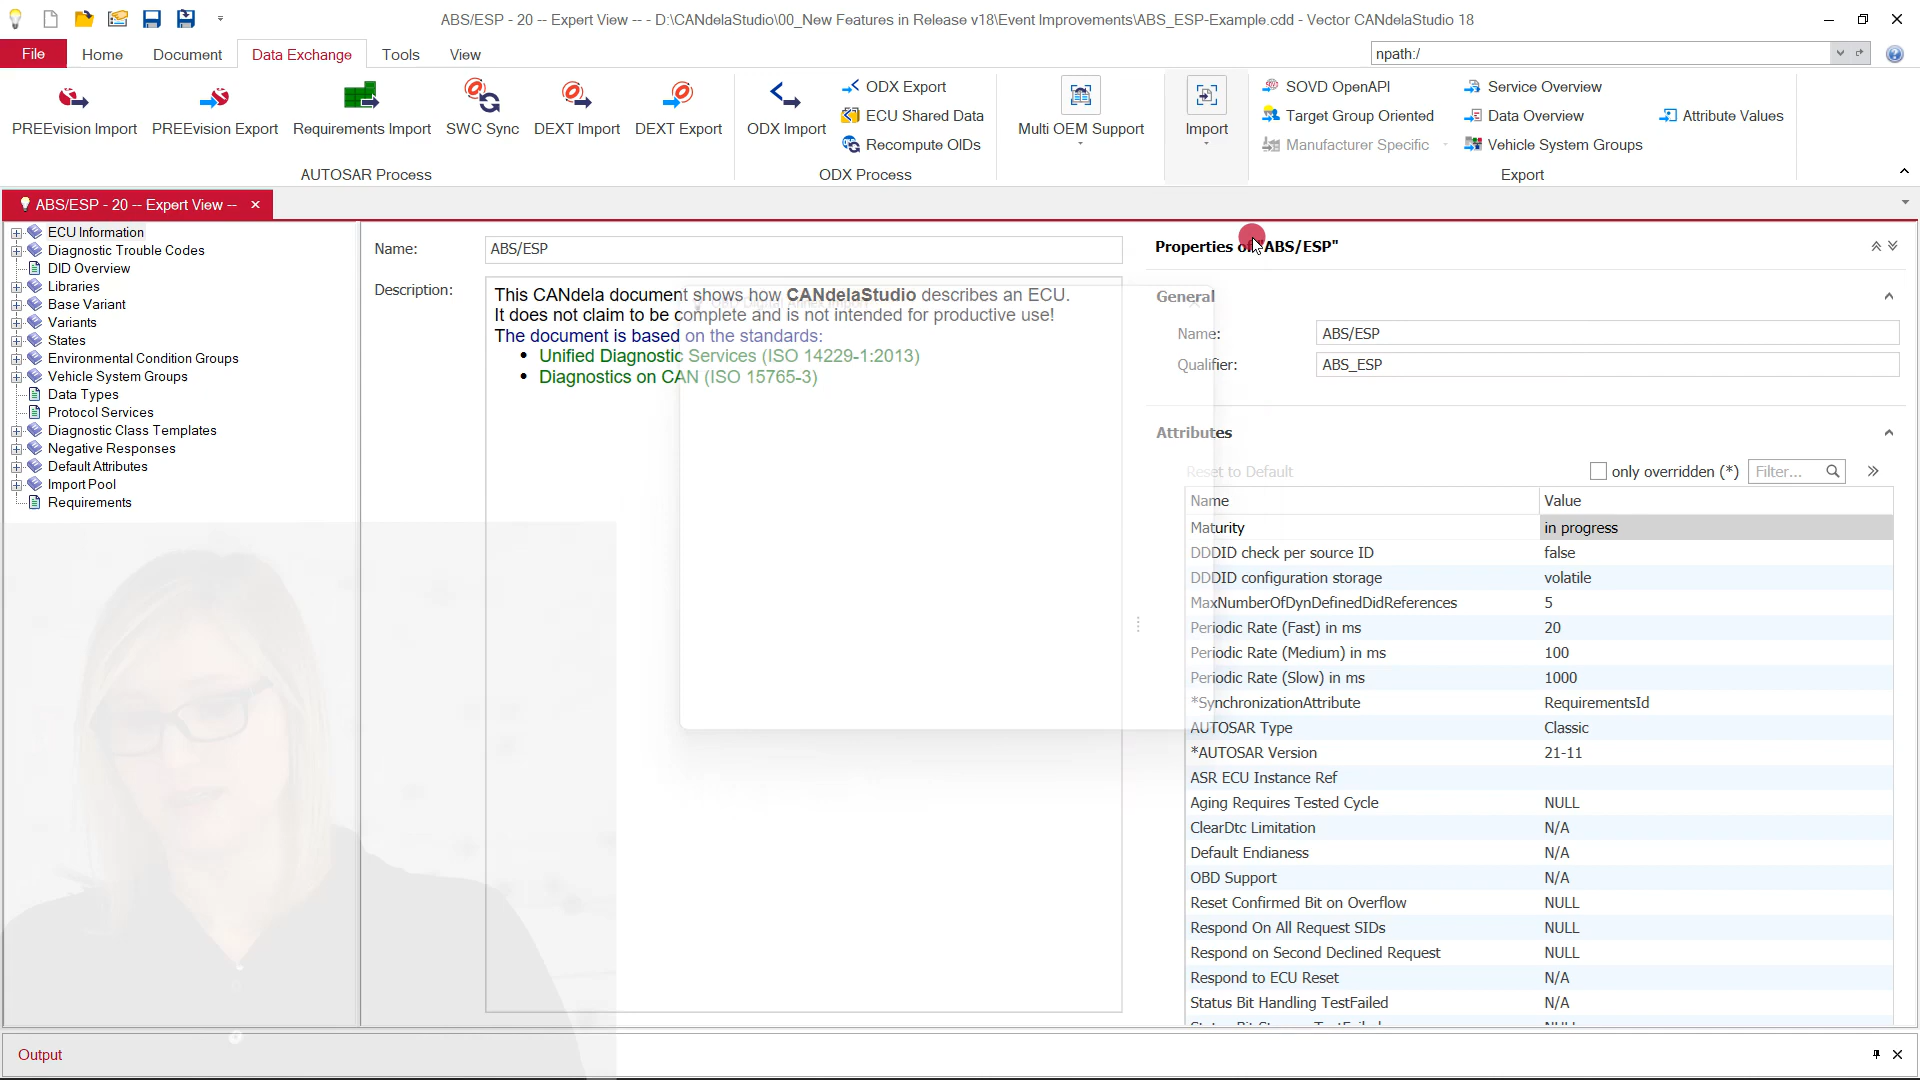 ABS/ESP - 20 -- Expert View -- - D:\CANdelaStudio\00_New Features in Release v18\Event Improvements\ABS_ESP-Example.cdd - Vector CANdelaStudio 18
File Home Document Data Exchange Tools View
npath:/
PREEvision Import
PREEvision Export
Requirements Import
SWC Sync
DEXT Import
DEXT Export
AUTOSAR Process
ODX Import
ODX Export
ECU Shared Data
Recompute OIDs
ODX Process
Multi OEM Support
Import
SOVD OpenAPI
Target Group Oriented
Manufacturer Specific
Service Overview
Data Overview
Vehicle System Groups
Attribute Values
Export
ABS/ESP - 20 -- Expert View --
ECU Information
Diagnostic Trouble Codes
DID Overview
Libraries
Base Variant
Variants
States
Environmental Condition Groups
Vehicle System Groups
Data Types
Protocol Services
Diagnostic Class Templates
Negative Responses
Default Attributes
Import Pool
Requirements
Name: ABS/ESP
Description:
This CANdela document shows how CANdelaStudio describes an ECU.
It does not claim to be complete and is not intended for productive use!
The document is based on the standards:
• Unified Diagnostic Services (ISO 14229-1:2013)
• Diagnostics on CAN (ISO 15765-3)
Properties of "ABS/ESP"
General
Name: ABS/ESP
Qualifier: ABS_ESP
Attributes
Reset to Default
only overridden (*) Filter...
Name Value
Maturity in progress
DDDID check per source ID false
DDDID configuration storage volatile
MaxNumberOfDynDefinedDidReferences 5
Periodic Rate (Fast) in ms 20
Periodic Rate (Medium) in ms 100
Periodic Rate (Slow) in ms 1000
*SynchronizationAttribute RequirementsId
AUTOSAR Type Classic
*AUTOSAR Version 21-11
ASR ECU Instance Ref
Aging Requires Tested Cycle NULL
ClearDtc Limitation N/A
Default Endianess N/A
OBD Support N/A
Reset Confirmed Bit on Overflow NULL
Respond On All Request SIDs NULL
Respond on Second Declined Request NULL
Respond to ECU Reset N/A
Status Bit Handling TestFailed N/A
Output